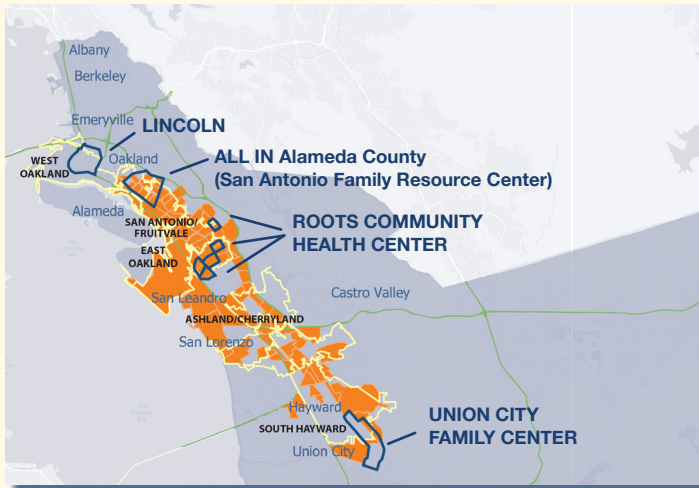 Albany
Berkeley
Emeryville
LINCOLN
WEST
OAKLAND
Oakland
ALL IN Alameda County
(San Antonio Family Resource Center)
Alameda
SAN ANTONIO/
FRUITVALE
ROOTS COMMUNITY
HEALTH CENTER
EAST
OAKLAND
San Leandro
Castro Valley
ASHLAND/CHERRYLAND
San Lorenzo
Hayward
SOUTH HAYWARD
UNION CITY
FAMILY CENTER
Union City